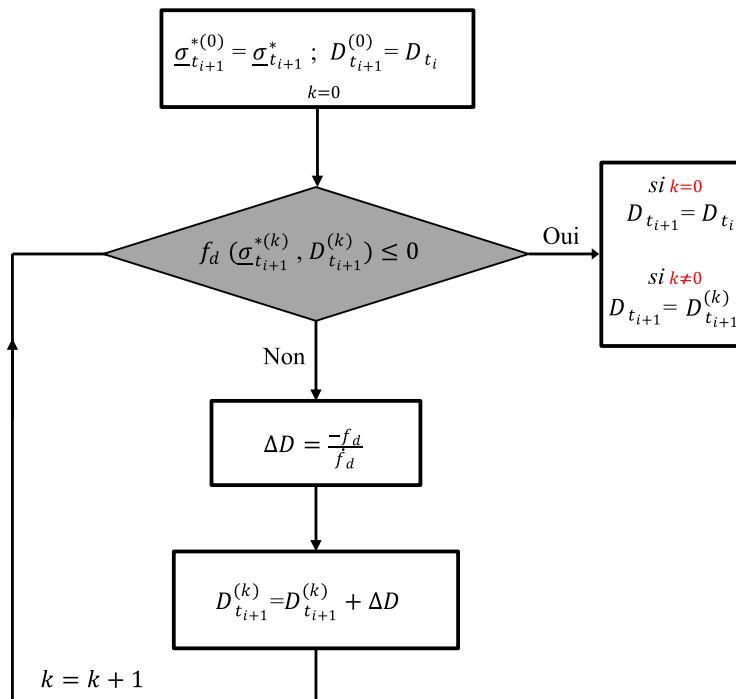 σ*(0)ti+1 = σ*ti+1 ; D(0)ti+1 = Dti
k=0
fd (σ*(k)ti+1 , D(k)ti+1) ≤ 0
Oui
si k=0
Dti+1 = Dti
si k≠0
Dti+1 = D(k)ti+1
Non
ΔD = −fd / ḟd
D(k)ti+1=D(k)ti+1 + ΔD
k = k + 1